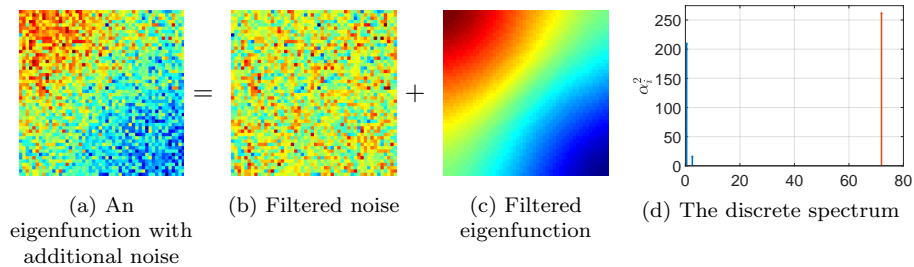 =
+
α_i^2
250
200
150
100
50
0
0 20 40 60 80
(a) An
eigenfunction with
additional noise
(b) Filtered noise
(c) Filtered
eigenfunction
(d) The discrete spectrum